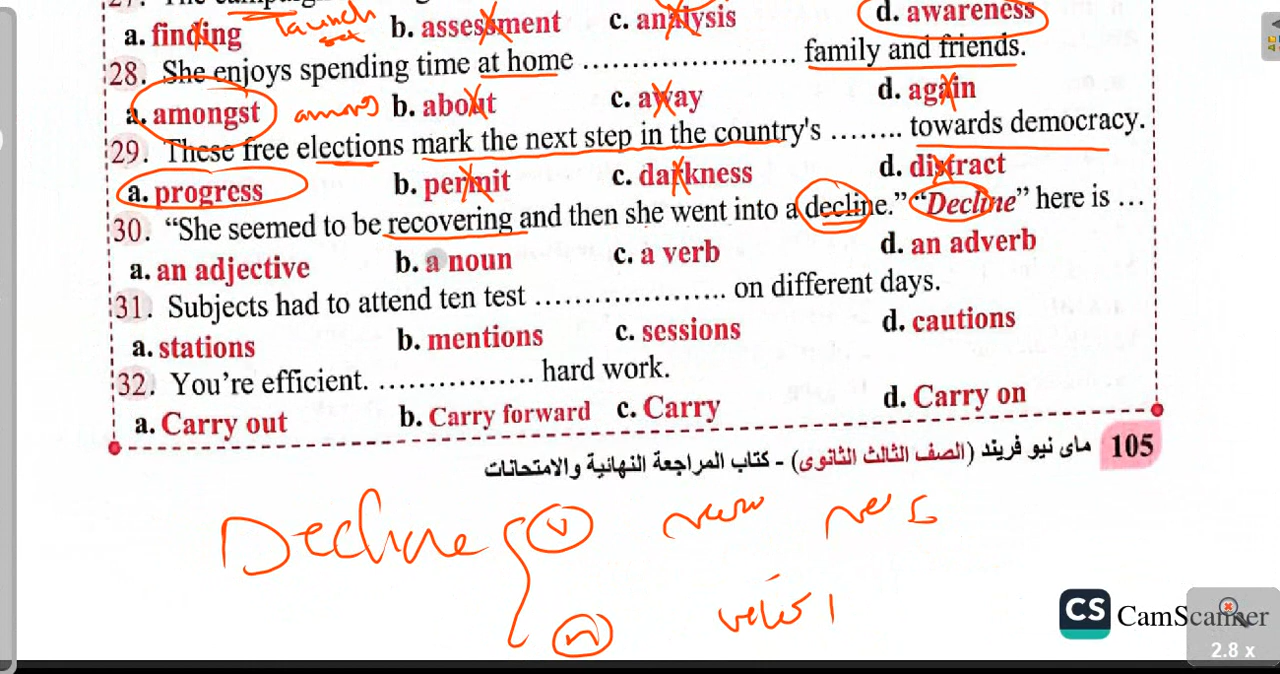 a. finding b. assessment c. analysis d. awareness
Launch
28. She enjoys spending time at home ..................... family and friends.
a. amongst among b. about c. away d. again
29. These free elections mark the next step in the country's ........ towards democracy.
a. progress b. permit c. darkness d. distract
30. “She seemed to be recovering and then she went into a decline.” “Decline” here is ...
a. an adjective b. a noun c. a verb d. an adverb
31. Subjects had to attend ten test ................... on different days.
a. stations b. mentions c. sessions d. cautions
32. You’re efficient. ............... hard work.
a. Carry out b. Carry forward c. Carry d. Carry on
105 ماى نيو فريند (الصف الثالث الثانوى) - كتاب المراجعة النهائية والامتحانات
Decline v
n
CS CamScanner
2.8 x